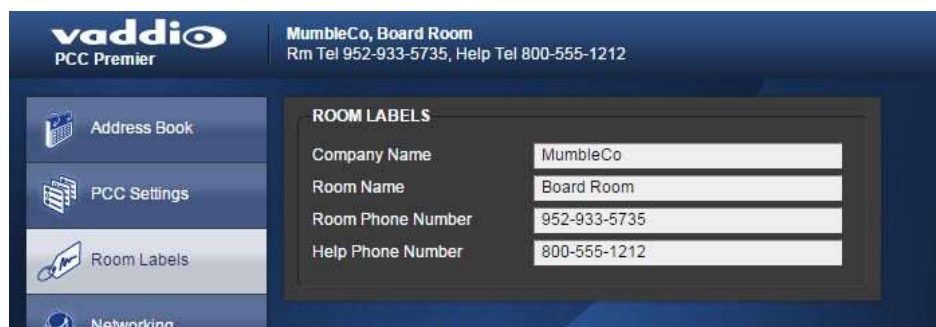 vaddio
PCC Premier
MumbleCo, Board Room
Rm Tel 952-933-5735, Help Tel 800-555-1212
Address Book
PCC Settings
Room Labels
Networking
ROOM LABELS
Company Name MumbleCo
Room Name Board Room
Room Phone Number 952-933-5735
Help Phone Number 800-555-1212